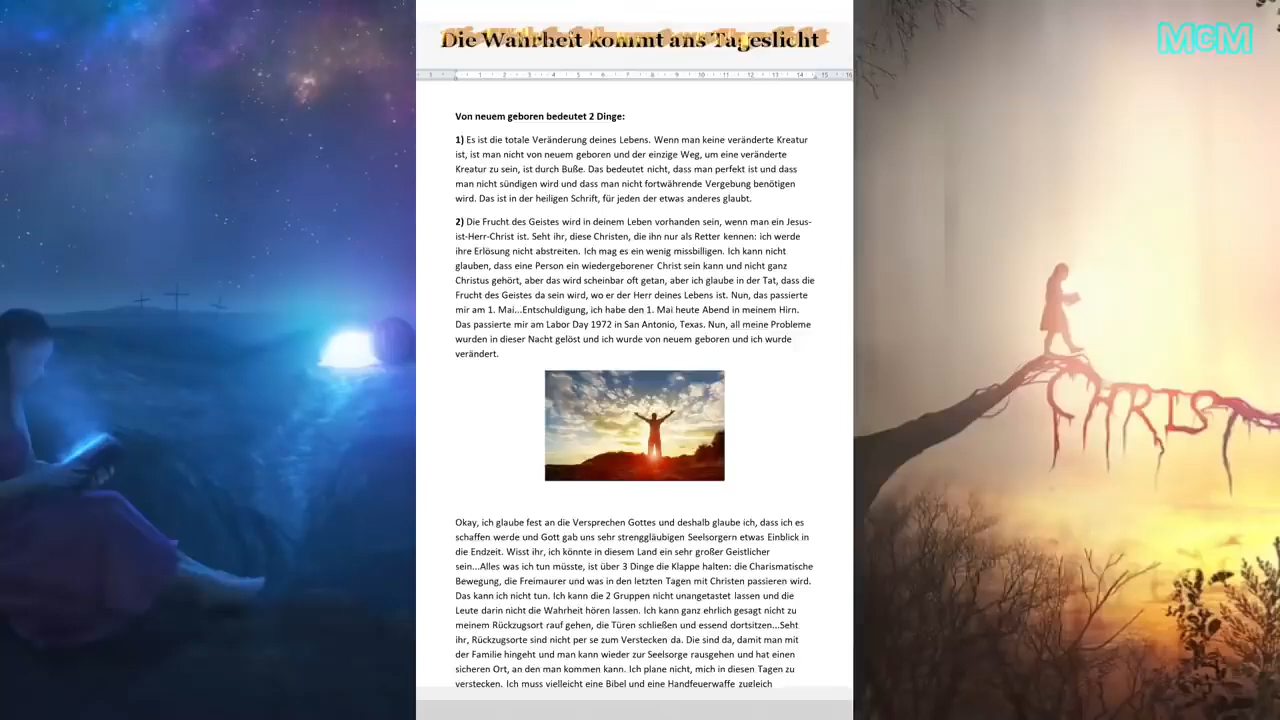 Die Wahrheit kommt ans Tageslicht
McM
1 1 2 3 4 5 6 7 8 9 10 11 12 13 14 15 16
Von neuem geboren bedeutet 2 Dinge:
1) Es ist die totale Veränderung deines Lebens. Wenn man keine veränderte Kreatur
ist, ist man nicht von neuem geboren und der einzige Weg, um eine veränderte
Kreatur zu sein, ist durch Buße. Das bedeutet nicht, dass man perfekt ist und dass
man nicht sündigen wird und dass man nicht fortwährende Vergebung benötigen
wird. Das ist in der heiligen Schrift, für jeden der etwas anderes glaubt.
2) Die Frucht des Geistes wird in deinem Leben vorhanden sein, wenn man ein Jesus-
ist-Herr-Christ ist. Seht ihr, diese Christen, die ihn nur als Retter kennen: ich werde
ihre Erlösung nicht abstreiten. Ich mag es ein wenig missbilligen. Ich kann nicht
glauben, dass eine Person ein wiedergeborener Christ sein kann und nicht ganz
Christus gehört, aber das wird scheinbar oft getan, aber ich glaube in der Tat, dass die
Frucht des Geistes da sein wird, wo er der Herr deines Lebens ist. Nun, das passierte
mir am 1. Mai...Entschuldigung, ich habe den 1. Mai heute Abend in meinem Hirn.
Das passierte mir am Labor Day 1972 in San Antonio, Texas. Nun, all meine Probleme
wurden in dieser Nacht gelöst und ich wurde von neuem geboren und ich wurde
verändert.
CHRIST
Okay, ich glaube fest an die Versprechen Gottes und deshalb glaube ich, dass ich es
schaffen werde und Gott gab uns sehr strenggläubigen Seelsorgern etwas Einblick in
die Endzeit. Wisst ihr, ich könnte in diesem Land ein sehr großer Geistlicher
sein...Alles was ich tun müsste, ist über 3 Dinge die Klappe halten: die Charismatische
Bewegung, die Freimaurer und was in den letzten Tagen mit Christen passieren wird.
Das kann ich nicht tun. Ich kann die 2 Gruppen nicht unangetastet lassen und die
Leute darin nicht die Wahrheit hören lassen. Ich kann ganz ehrlich gesagt nicht zu
meinem Rückzugsort rauf gehen, die Türen schließen und essend dortsitzen...Seht
ihr, Rückzugsorte sind nicht per se zum Verstecken da. Die sind da, damit man mit
der Familie hingeht und man kann wieder zur Seelsorge rausgehen und hat einen
sicheren Ort, an den man kommen kann. Ich plane nicht, mich in diesen Tagen zu
verstecken. Ich muss vielleicht eine Bibel und eine Handfeuerwaffe zugleich